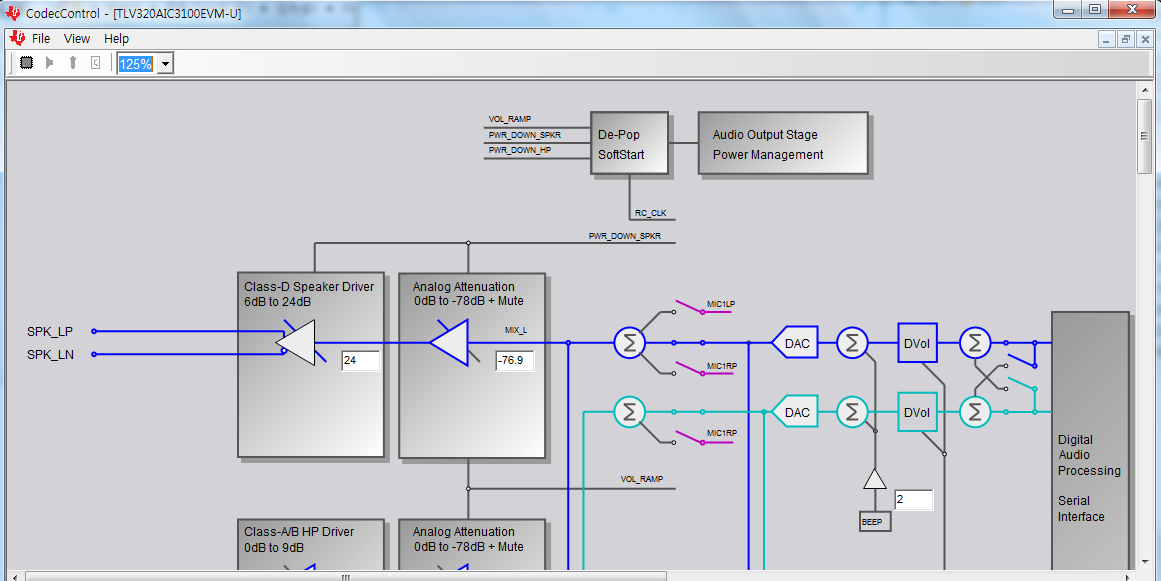 CodecControl - [TLV320AIC3100EVM-U]
File View Help
125%
VOL_RAMP
PWR_DOWN_SPKR
PWR_DOWN_HP
De-Pop
SoftStart
Audio Output Stage
Power Management
RC_CLK
PWR_DOWN_SPKR
Class-D Speaker Driver
6dB to 24dB
Analog Attenuation
0dB to -78dB + Mute
SPK_LP
SPK_LN
24
MIX_L
-76.9
Σ
MIC1LP
MIC1RP
DAC
Σ
DVol
Σ
Σ
MIC1RP
DAC
Σ
DVol
Σ
Digital
Audio
Processing
Serial
Interface
VOL_RAMP
2
BEEP
Class-A/B HP Driver
0dB to 9dB
Analog Attenuation
0dB to -78dB + Mute